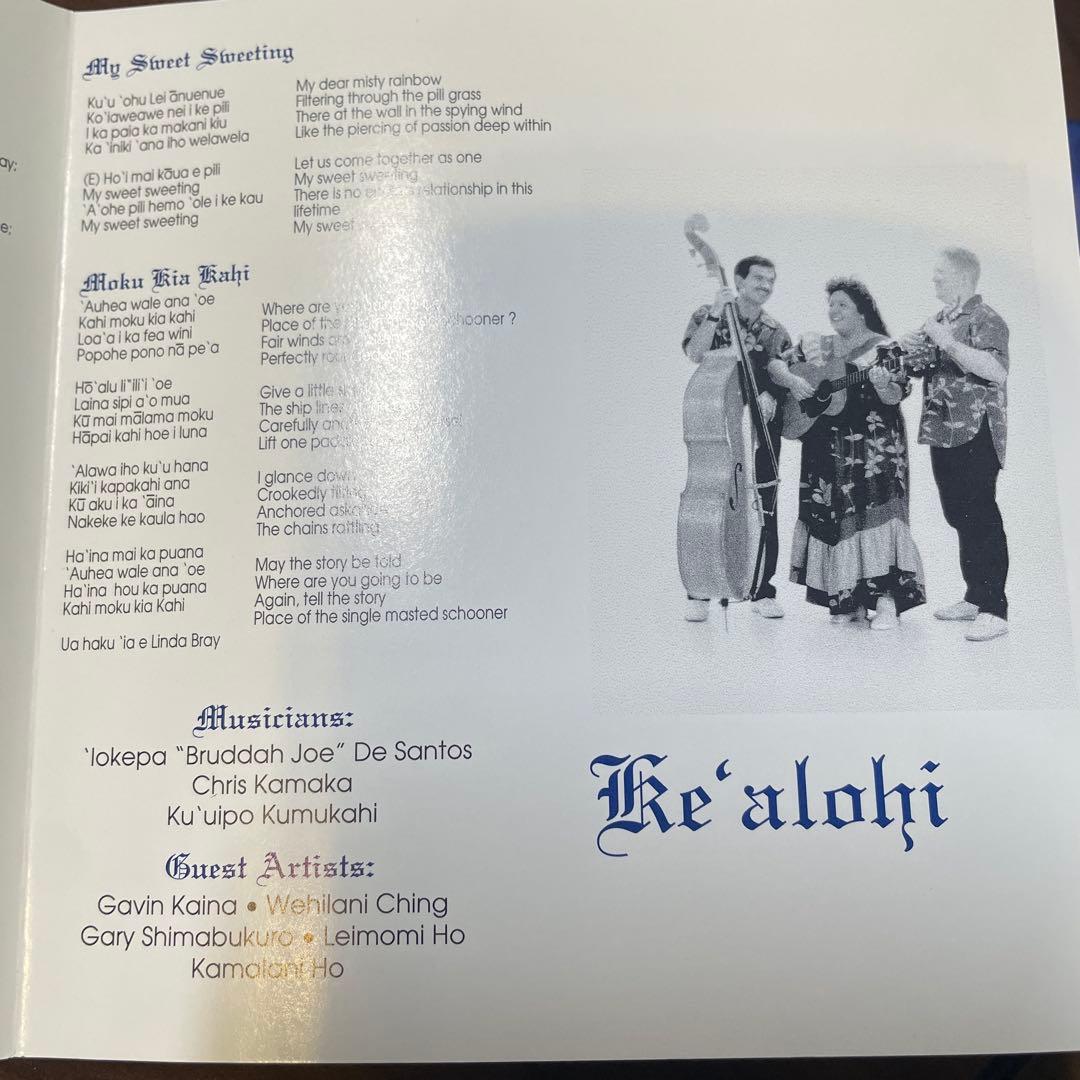 ay:
e;
My Sweet Sweeting
Ku'u 'ohu Lei ānuenue
Ko'iaweawe nei i ke pili
I ka paia ka makani kiu
Ka 'iniki 'ana iho welawela
(E) Ho'i mai kāua e pili
My sweet sweeting
'A'ohe pili hemo 'ole i ke kau
My sweet sweeting
My dear misty rainbow
Filtering through the pili grass
There at the wall in the spying wind
Like the piercing of passion deep within
Let us come together as one
My sweet sweeting
There is no relationship in this
lifetime
My sweet
Moku Kia Kahi
'Auhea wale ana 'oe
Kahi moku kia kahi
Loa'a i ka fea wini
Popohe pono nā pe'a
Hō'alu li'ili'i 'oe
Laina sipi a'o mua
Kū mai mālama moku
Hāpai kahi hoe i luna
'Alawa iho ku'u hana
Kiki'i kapakahi ana
Kū aku i ka 'āina
Nakeke ke kaula hao
Ha'ina mai ka puana
'Auhea wale ana 'oe
Ha'ina hou ka puana
Kahi moku kia Kahi
Ua haku 'ia e Linda Bray
Where are
Place of the schooner ?
Fair winds
Perfectly
Give a little
The ship
Carefully
Lift one
I glance down
Crookedly
Anchored
The chains rattling
May the story be told
Where are you going to be
Again, tell the story
Place of the single masted schooner
Musicians:
'Iokepa "Bruddah Joe" De Santos
Chris Kamaka
Ku'uipo Kumukahi
Guest Artists:
Gavin Kaina • Wehilani Ching
Gary Shimabukuro • Leimomi Ho
Kamalani Ho
Ke'alohi